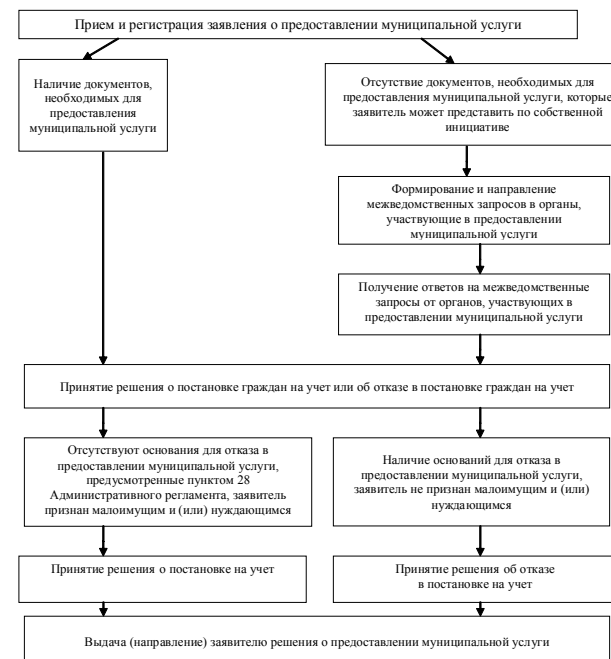 Прием и регистрация заявления о предоставлении муниципальной услуги
Наличие документов,
необходимых для
предоставления
муниципальной услуги
Отсутствие документов, необходимых для
предоставления муниципальной услуги, которые
заявитель может представить по собственной
инициативе
Формирование и направление
межведомственных запросов в органы,
участвующие в предоставлении
муниципальной услуги
Получение ответов на межведомственные
запросы от органов, участвующих в
предоставлении муниципальной услуги
Принятие решения о постановке граждан на учет или об отказе в постановке граждан на учет
Отсутствуют основания для отказа в
предоставлении муниципальной услуги,
предусмотренные пунктом 28
Административного регламента, заявитель
признан малоимущим и (или) нуждающимся
Наличие оснований для отказа в
предоставлении муниципальной услуги,
заявитель не признан малоимущим и (или)
нуждающимся
Принятие решения о постановке на учет
Принятие решения об отказе
в постановке на учет
Выдача (направление) заявителю решения о предоставлении муниципальной услуги